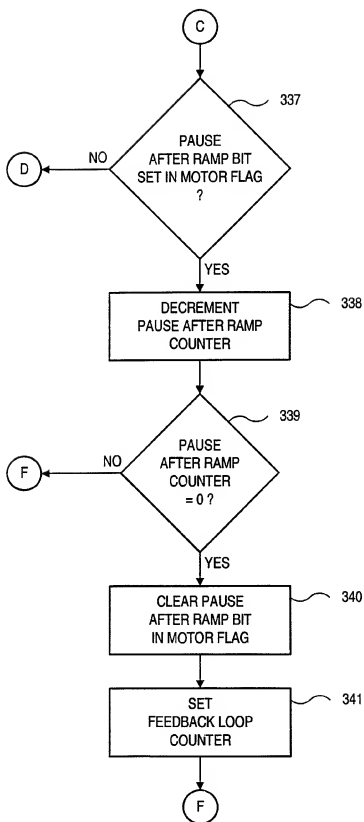 C
337
PAUSE
AFTER RAMP BIT
SET IN MOTOR FLAG
?
NO
D
YES
338
DECREMENT
PAUSE AFTER RAMP
COUNTER
339
PAUSE
AFTER RAMP
COUNTER
= 0 ?
NO
F
YES
340
CLEAR PAUSE
AFTER RAMP BIT
IN MOTOR FLAG
341
SET
FEEDBACK LOOP
COUNTER
F